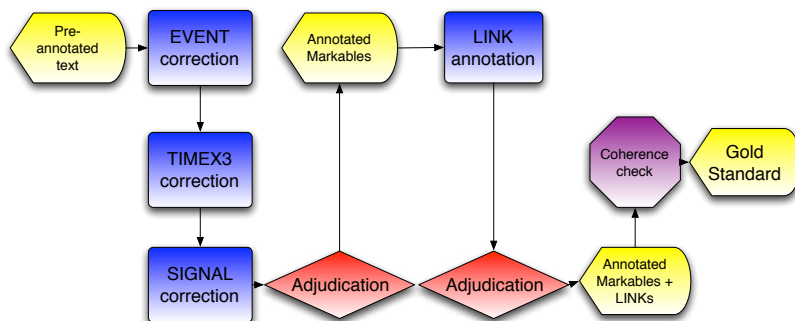 Pre-
annotated
text
EVENT
correction
TIMEX3
correction
SIGNAL
correction
Adjudication
Annotated
Markables
LINK
annotation
Adjudication
Annotated
Markables +
LINKs
Coherence
check
Gold
Standard